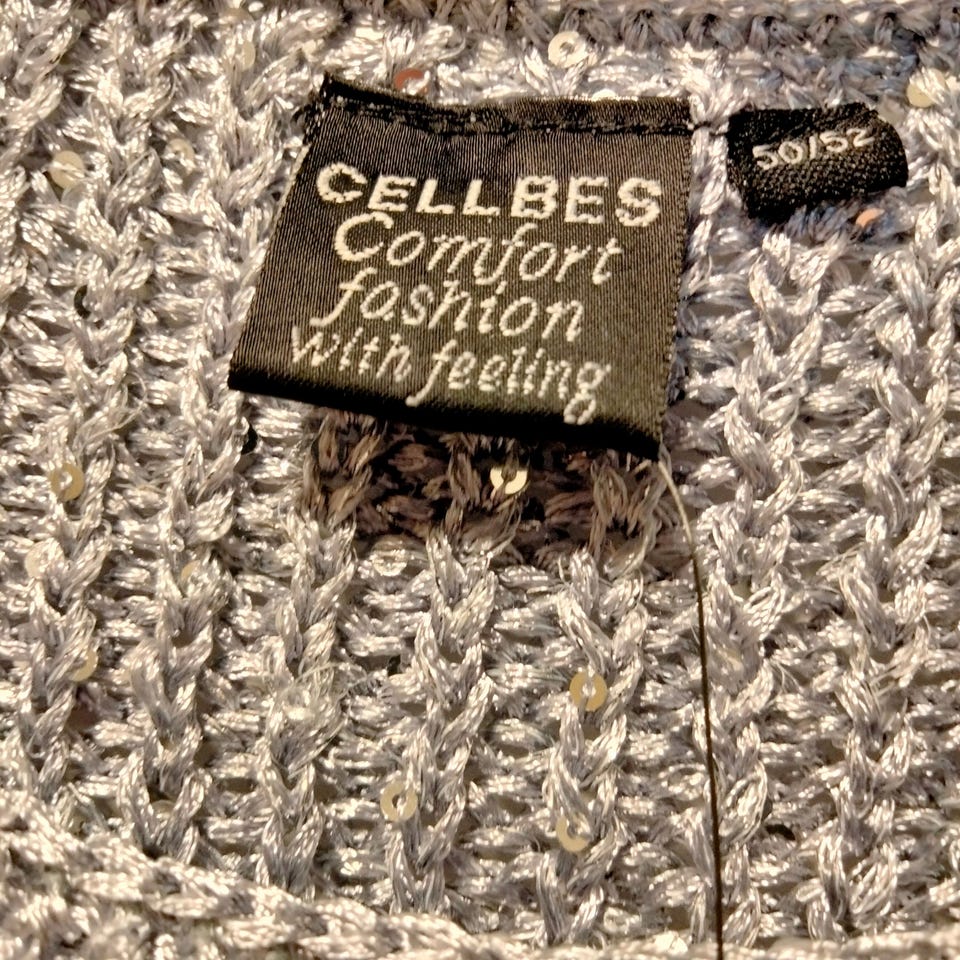 CELLBES
Comfort
fashion
with feeling
50/52